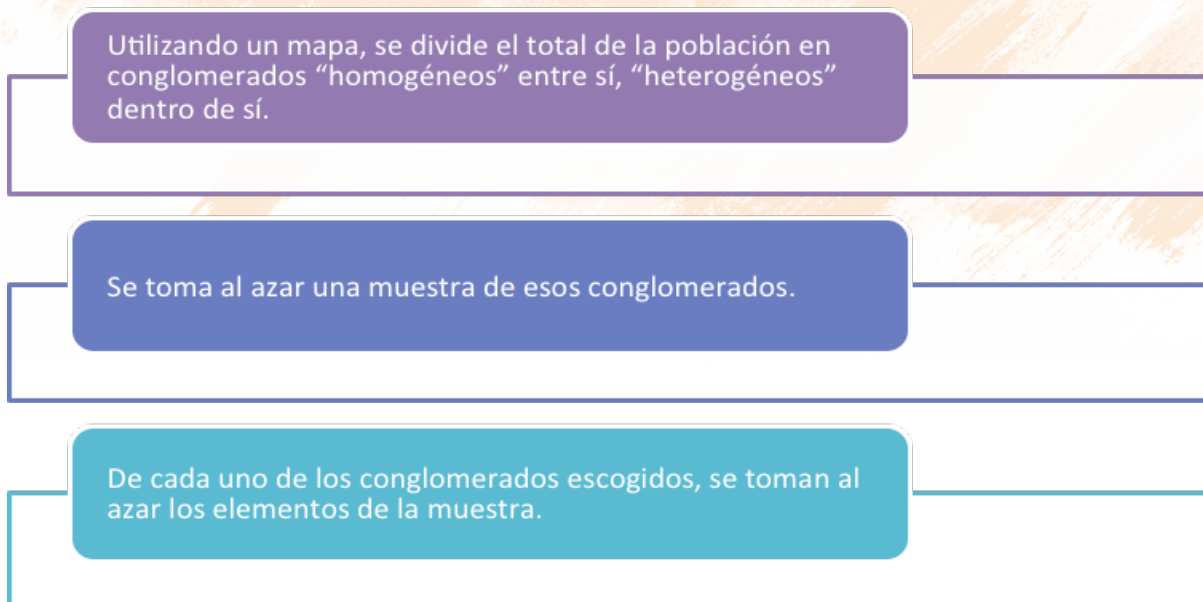 Utilizando un mapa, se divide el total de la población en
conglomerados “homogéneos” entre sí, “heterogéneos”
dentro de sí.
Se toma al azar una muestra de esos conglomerados.
De cada uno de los conglomerados escogidos, se toman al
azar los elementos de la muestra.